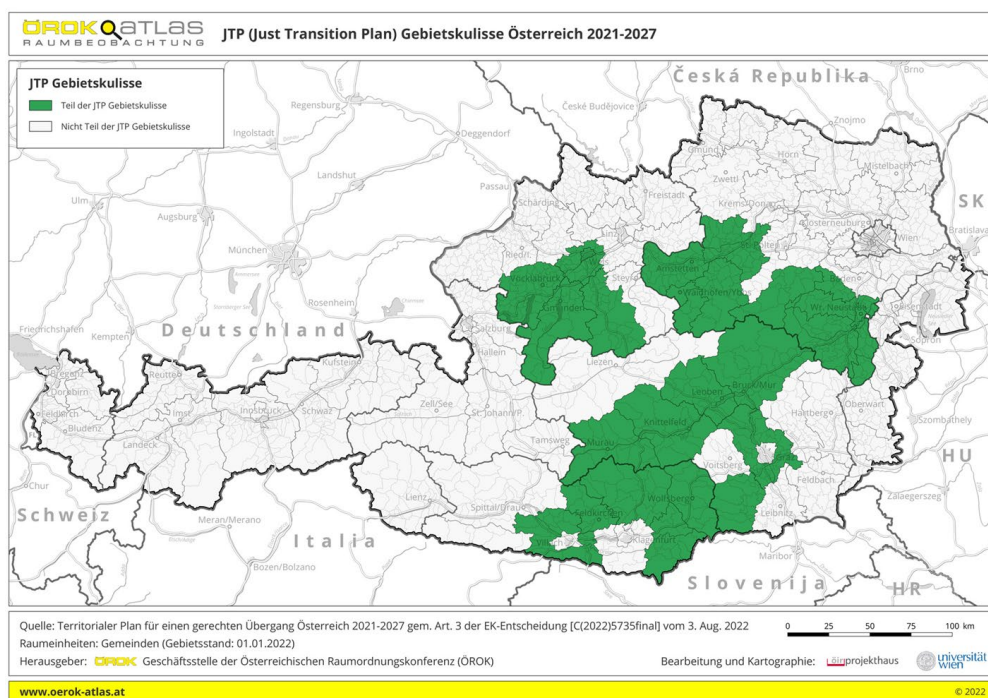 ÖROK ATLAS
RAUMBEOBACHTUNG
JTP (Just Transition Plan) Gebietskulisse Österreich 2021-2027
JTP Gebietskulisse
Teil der JTP Gebietskulisse
Nicht Teil der JTP Gebietskulisse
Česká Republika
Brno
Regensburg
České Budějovice
Znojmo
Deggendorf
Ingolstadt
Gmünd
Horn
Mistelbach
Landshut
Zwettl
Passau
Freistadt
Schärding
Krems/Donau
SK
Ulm
Augsburg
Klosterneuburg
Linz
Wien
Bratislava
München
Ried/I.
Wels
St. Pölten
Steyr
Amstetten
Vöcklabruck
Waidhofen/Ybbs
Baden
Rosenheim
Gmunden
Wr. Neustadt
Eisenstadt
Friedrichshafen
Kempten
Deutschland
Salzburg
Sopron
Hallein
Kufstein
Liezen
Bregenz
Reutte
Dornbirn
Bruck/Mur
Leoben
Feldkirch
Imst
Innsbruck
Schwaz
Zell/See
St. Johann/P.
Hartberg
Oberwart
Bludenz
Knittelfeld
Szombathely
Landeck
Tamsweg
Murau
Graz
Voitsberg
HU
Feldbach
Chur
Lienz
Wolfsberg
Zalaegerszeg
Schweiz
Spittal/Drau
Feldkirchen
Leibnitz
Meran/Merano
Villach
Klagenfurt
Italia
Maribor
Bozen/Bolzano
Slovenija
HR
Quelle: Territorialer Plan für einen gerechten Übergang Österreich 2021-2027 gem. Art. 3 der EK-Entscheidung [C(2022)5735final] vom 3. Aug. 2022
0 25 50 75 100 km
Raumeinheiten: Gemeinden (Gebietsstand: 01.01.2022)
Herausgeber: ÖROK Geschäftsstelle der Österreichischen Raumordnungskonferenz (ÖROK)
Bearbeitung und Kartographie: projekthaus universität wien
www.oerok-atlas.at
© 2022